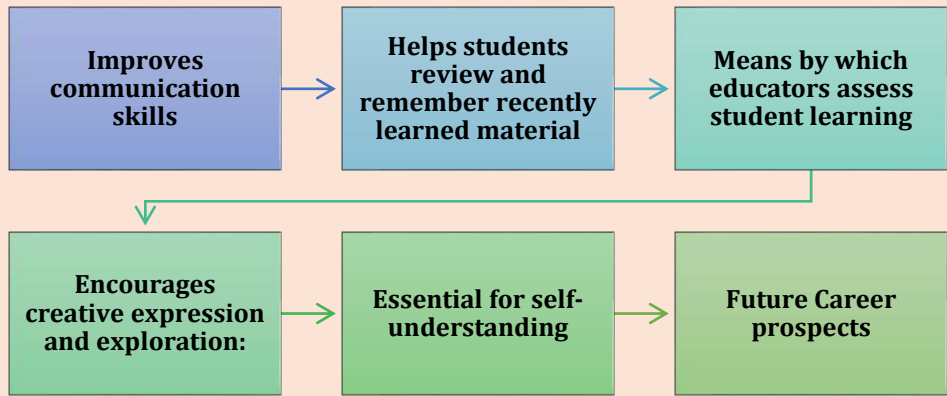 Improves
communication
skills
Helps students
review and
remember recently
learned material
Means by which
educators assess
student learning
Encourages
creative expression
and exploration:
Essential for self-
understanding
Future Career
prospects